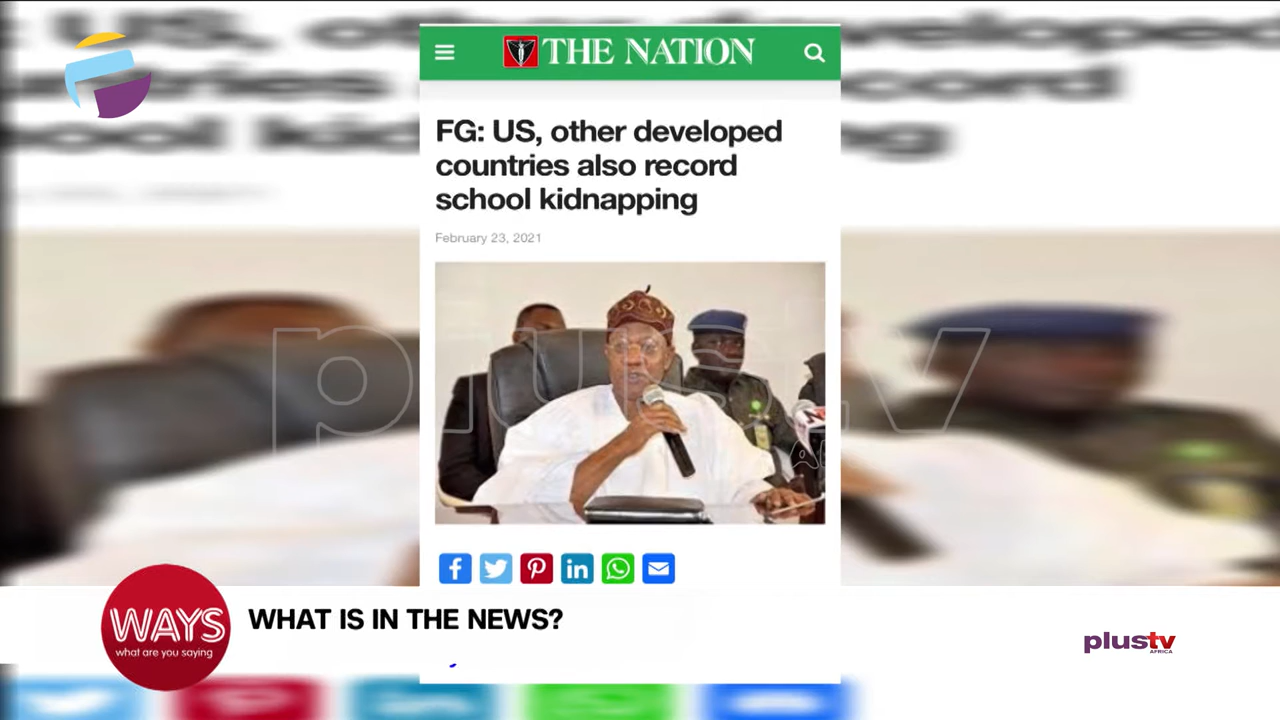 THE NATION
FG: US, other developed
countries also record
school kidnapping
February 23, 2021
plustv
WAYS
what are you saying
WHAT IS IN THE NEWS?
plustv
AFRICA